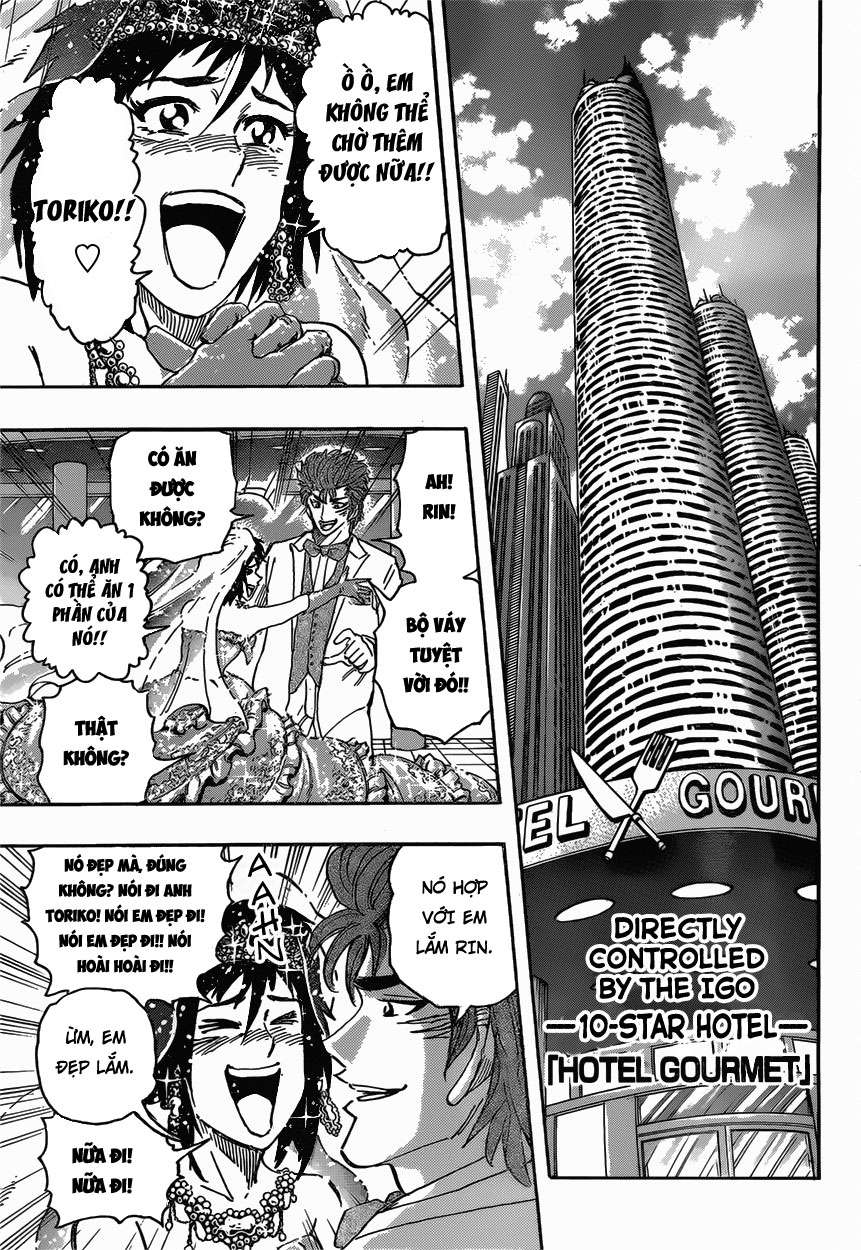 TEL GOUR
DIRECTLY
CONTROLLED
BY THE IGO
—10-STAR HOTEL—
「HOTEL GOURMET」
Ồ Ồ, EM
KHÔNG THỂ
CHỜ THÊM
ĐƯỢC NỮA!!
TORIKO!!
♡
AH!
RIN!
BỘ VÁY
TUYỆT
VỜI ĐÓ!!
CÓ ĂN
ĐƯỢC
KHÔNG?
CÓ, ANH
CÓ THỂ ĂN 1
PHẦN CỦA
NÓ!!
THẬT
KHÔNG?
NÓ HỢP
VỚI EM
LẮM RIN.
NÓ ĐẸP MÀ, ĐÚNG
KHÔNG? NÓI ĐI ANH
TORIKO! NÓI EM ĐẸP ĐI!
NÓI EM ĐẸP ĐI!! NÓI
HOÀI HOÀI ĐI!!
ỪM, EM
ĐẸP LẮM.
NỮA ĐI!
NỮA ĐI!